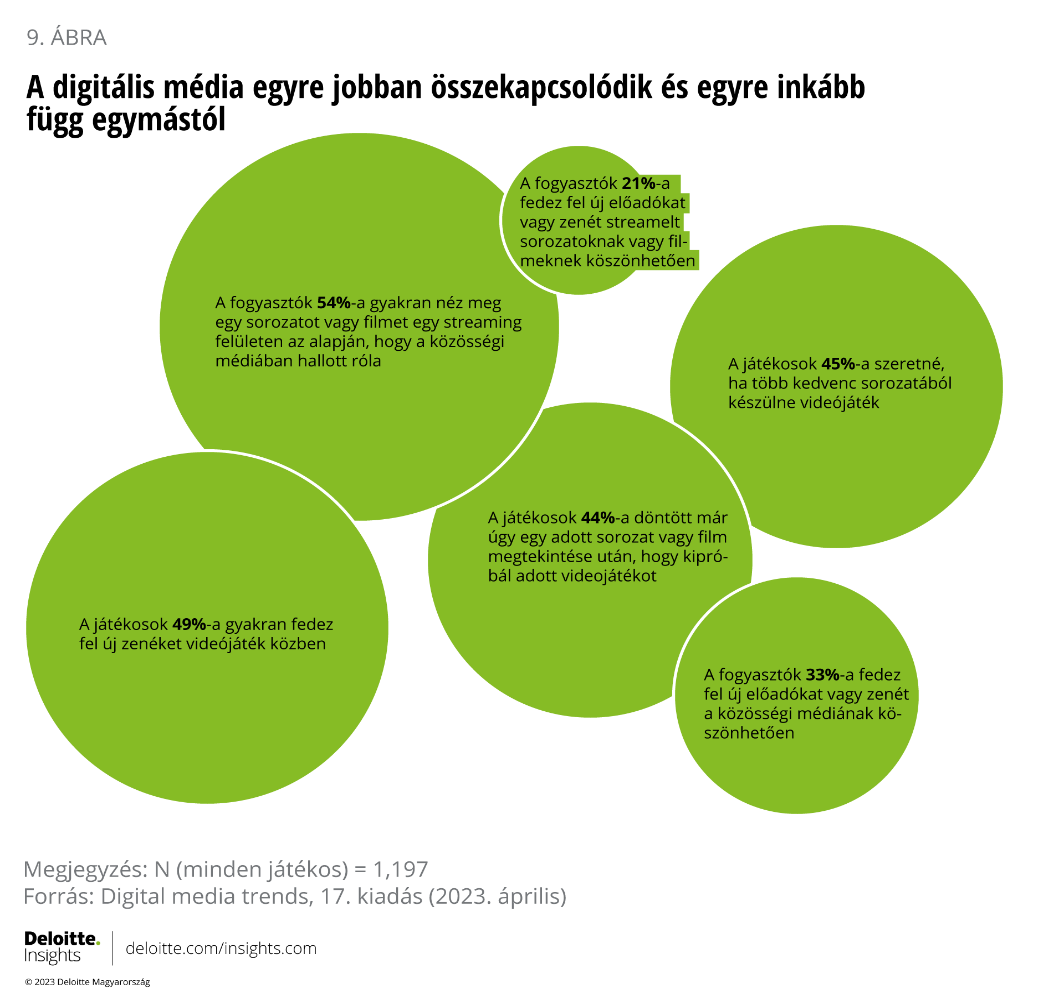 9. ÁBRA
A digitális média egyre jobban összekapcsolódik és egyre inkább
függ egymástól
A fogyasztók 21%-a
fedez fel új előadókat
vagy zenét streamelt
sorozatoknak vagy fil-
meknek köszönhetően
A fogyasztók 54%-a gyakran néz meg
egy sorozatot vagy filmet egy streaming
felületen az alapján, hogy a közösségi
médiában hallott róla
A játékosok 45%-a szeretné,
ha több kedvenc sorozatából
készülne videójáték
A játékosok 44%-a döntött már
úgy egy adott sorozat vagy film
megtekintése után, hogy kipró-
bál adott videojátékot
A játékosok 49%-a gyakran fedez
fel új zenéket videójáték közben
A fogyasztók 33%-a fedez
fel új előadókat vagy zenét
a közösségi médiának kö-
szönhetően
Megjegyzés: N (minden játékos) = 1,197
Forrás: Digital media trends, 17. kiadás (2023. április)
Deloitte.
Insights
deloitte.com/insights.com
© 2023 Deloitte Magyarország